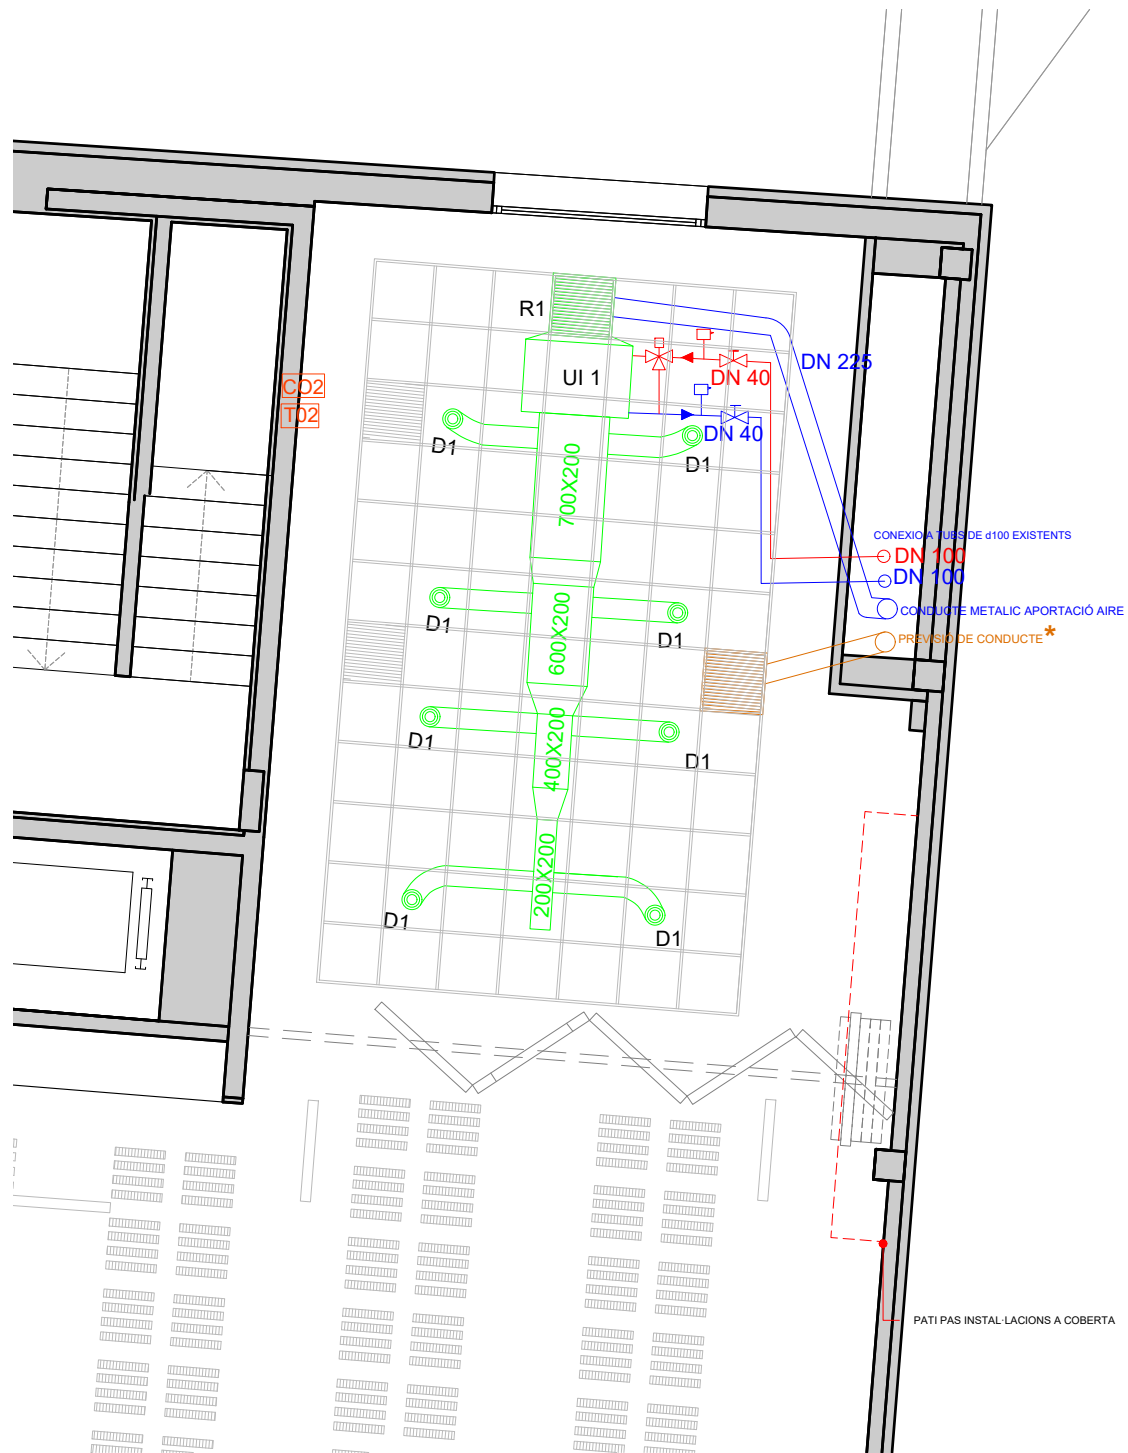 R1
UI 1
DN 40
DN 225
CO2
T02
DN 40
D1
D1
700X200
CONEXIO A TUBS DE d100 EXISTENTS
DN 100
DN 100
CONDUCTE METALIC APORTACIÓ AIRE
PREVISIÓ DE CONDUCTE*
D1
D1
600X200
D1
D1
400X200
200X200
D1
D1
PATI PAS INSTAL·LACIONS A COBERTA